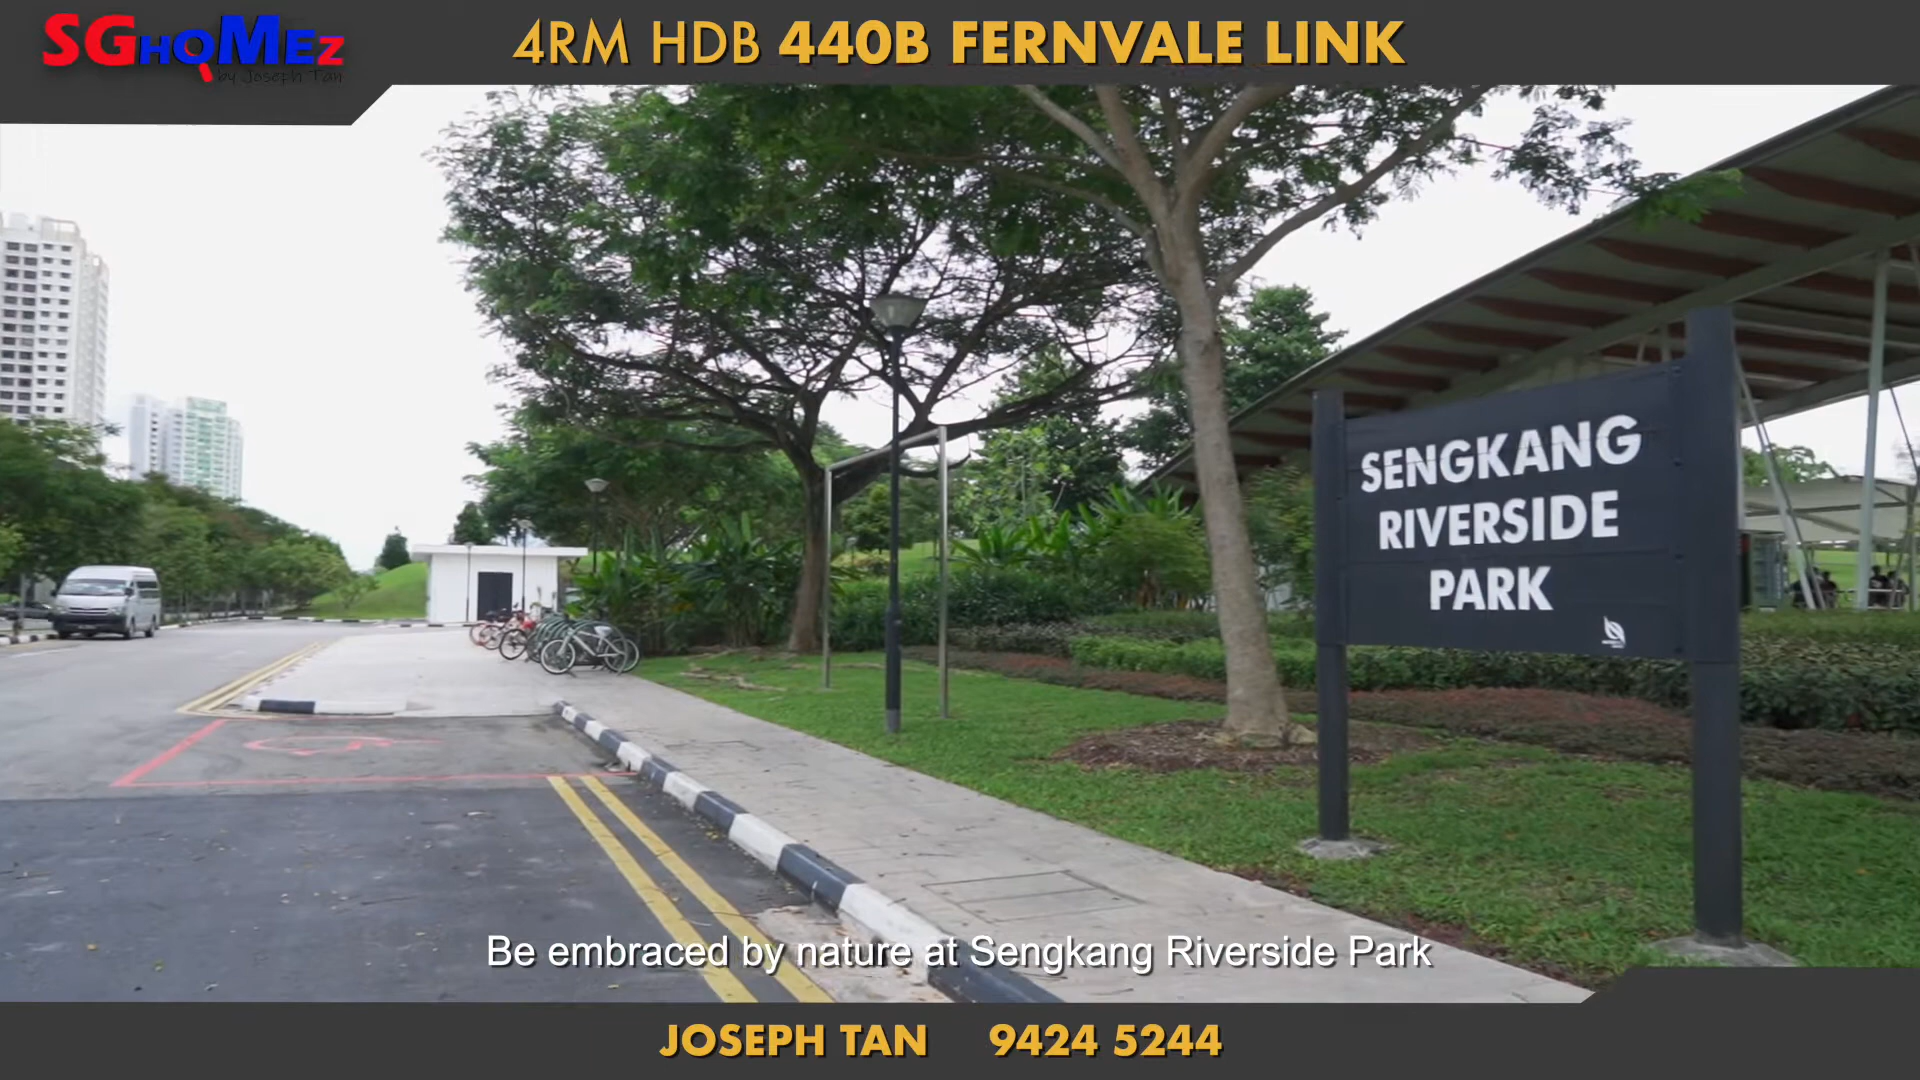 SGHOMEZ
by Joseph Tan
4RM HDB 440B FERNVALE LINK
SENGKANG
RIVERSIDE
PARK
Be embraced by nature at Sengkang Riverside Park
JOSEPH TAN 9424 5244